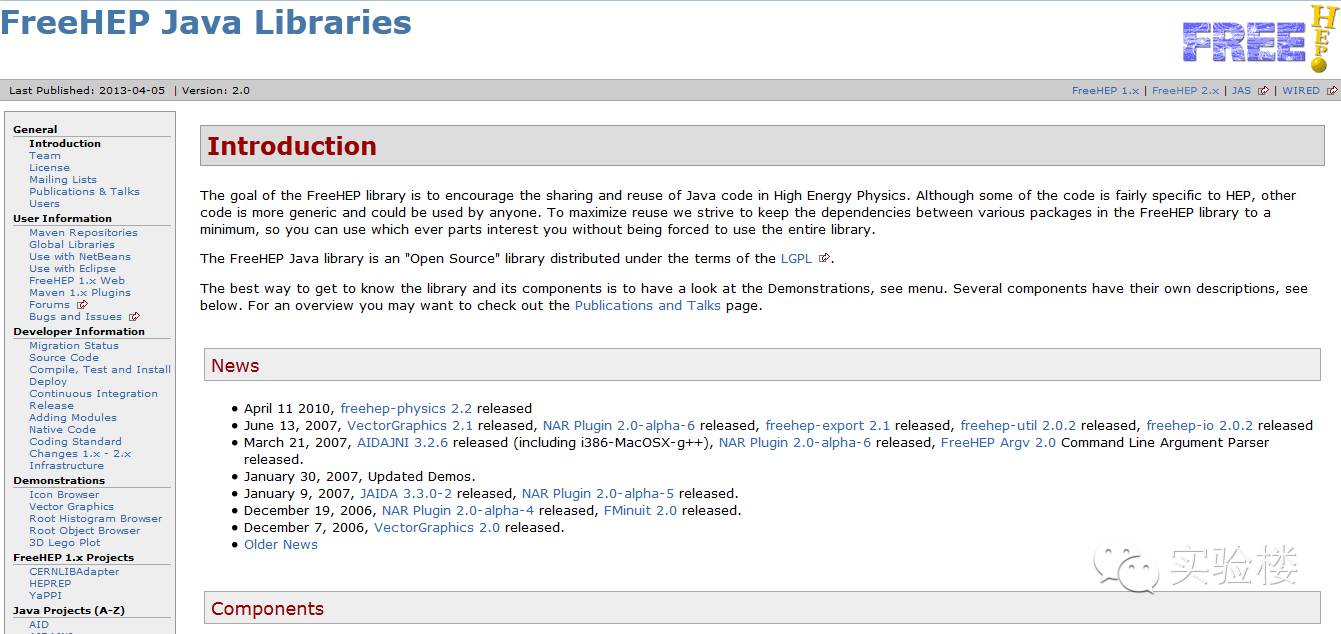 FreeHEP Java Libraries
FREE
HEP
Last Published: 2013-04-05 | Version: 2.0
FreeHEP 1.x | FreeHEP 2.x | JAS | WIRED
General
Introduction
Team
License
Mailing Lists
Publications & Talks
Users
User Information
Maven Repositories
Global Libraries
Use with NetBeans
Use with Eclipse
FreeHEP 1.x Web
Maven 1.x Plugins
Forums
Bugs and Issues
Developer Information
Migration Status
Source Code
Compile, Test and Install
Deploy
Continuous Integration
Release
Adding Modules
Native Code
Coding Standard
Changes 1.x - 2.x
Infrastructure
Demonstrations
Icon Browser
Vector Graphics
Root Histogram Browser
Root Object Browser
3D Lego Plot
FreeHEP 1.x Projects
CERNLIBAdapter
HEPREP
YaPPI
Java Projects (A-Z)
AID
Introduction
The goal of the FreeHEP library is to encourage the sharing and reuse of Java code in High Energy Physics. Although some of the code is fairly specific to HEP, other
code is more generic and could be used by anyone. To maximize reuse we strive to keep the dependencies between various packages in the FreeHEP library to a
minimum, so you can use which ever parts interest you without being forced to use the entire library.
The FreeHEP Java library is an "Open Source" library distributed under the terms of the LGPL .
The best way to get to know the library and its components is to have a look at the Demonstrations, see menu. Several components have their own descriptions, see
below. For an overview you may want to check out the Publications and Talks page.
News
• April 11 2010, freehep-physics 2.2 released
• June 13, 2007, VectorGraphics 2.1 released, NAR Plugin 2.0-alpha-6 released, freehep-export 2.1 released, freehep-util 2.0.2 released, freehep-io 2.0.2 released
• March 21, 2007, AIDAJNI 3.2.6 released (including i386-MacOSX-g++), NAR Plugin 2.0-alpha-6 released, FreeHEP Argv 2.0 Command Line Argument Parser
released.
• January 30, 2007, Updated Demos.
• January 9, 2007, JAIDA 3.3.0-2 released, NAR Plugin 2.0-alpha-5 released.
• December 19, 2006, NAR Plugin 2.0-alpha-4 released, FMinuit 2.0 released.
• December 7, 2006, VectorGraphics 2.0 released.
• Older News
实验楼
Components